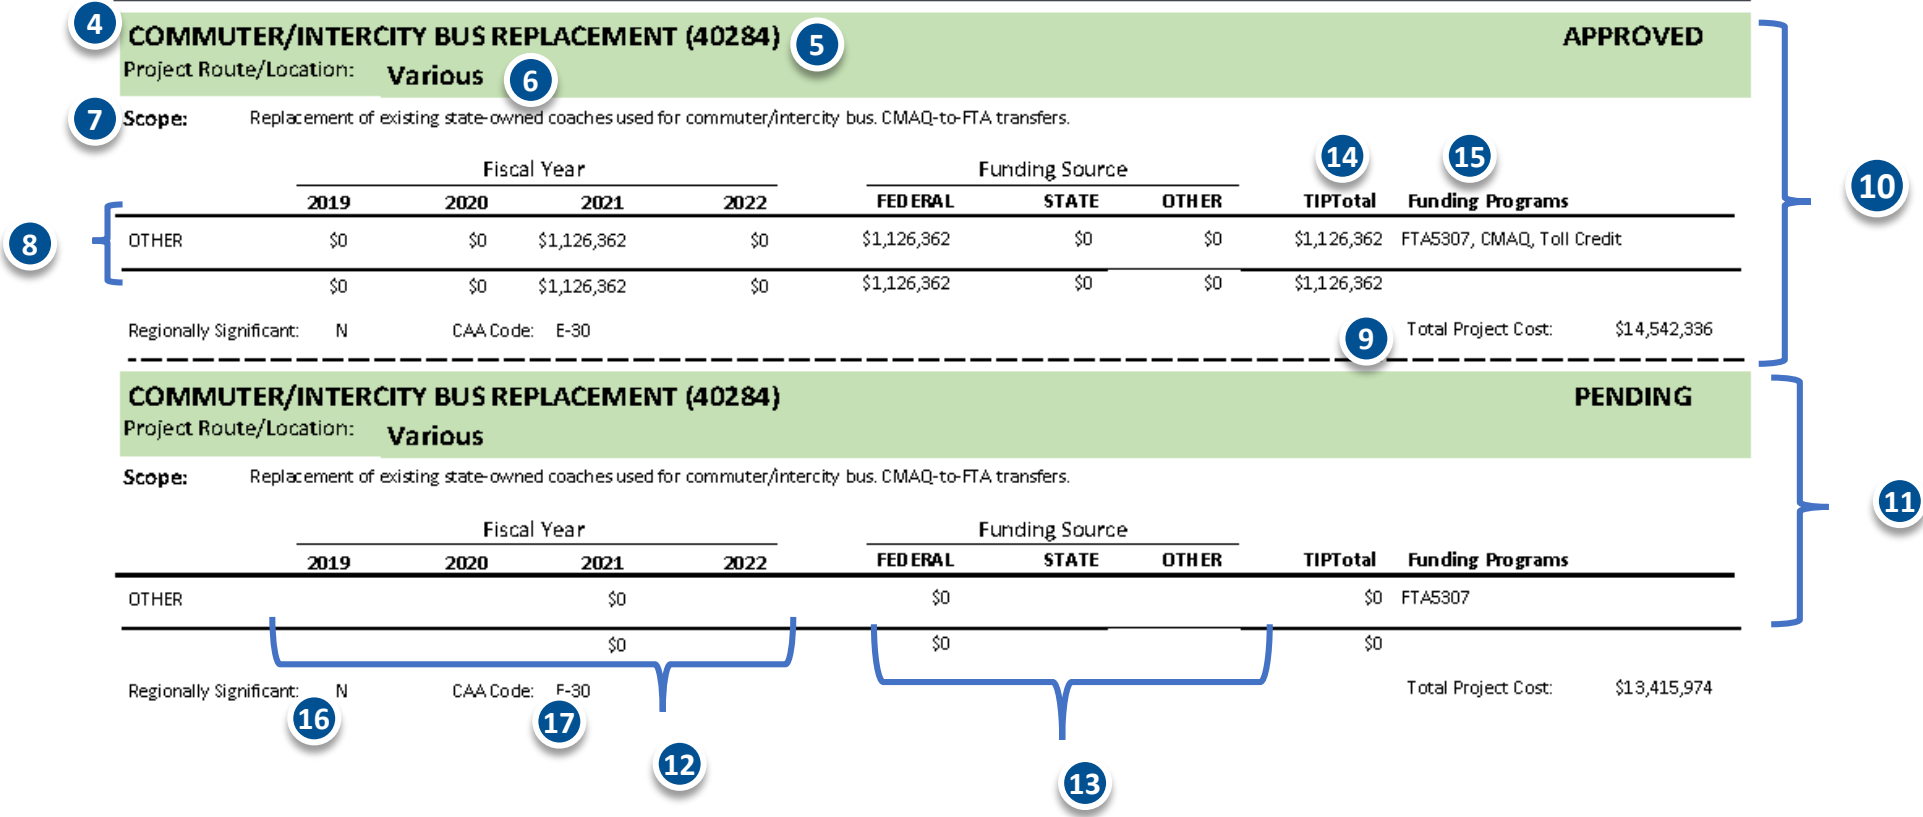 4 COMMUTER/INTERCITY BUS REPLACEMENT (40284) 5 APPROVED
Project Route/Location: Various 6
7 Scope: Replacement of existing state-owned coaches used for commuter/intercity bus. CMAQ-to-FTA transfers.
Fiscal Year Funding Source 14 15
2019 2020 2021 2022 FEDERAL STATE OTHER TIPTotal Funding Programs 10
8 OTHER $0 $0 $1,126,362 $0 $1,126,362 $0 $0 $1,126,362 FTA5307, CMAQ, Toll Credit
$0 $0 $1,126,362 $0 $1,126,362 $0 $0 $1,126,362
Regionally Significant: N CAA Code: E-30 9 Total Project Cost: $14,542,336
COMMUTER/INTERCITY BUS REPLACEMENT (40284) PENDING
Project Route/Location: Various
Scope: Replacement of existing state-owned coaches used for commuter/intercity bus. CMAQ-to-FTA transfers.
11
Fiscal Year Funding Source
2019 2020 2021 2022 FEDERAL STATE OTHER TIPTotal Funding Programs
OTHER $0 $0 $0 FTA5307
$0 $0 $0
Regionally Significant: N CAA Code: E-30 Total Project Cost: $13,415,974
16 17
12 13